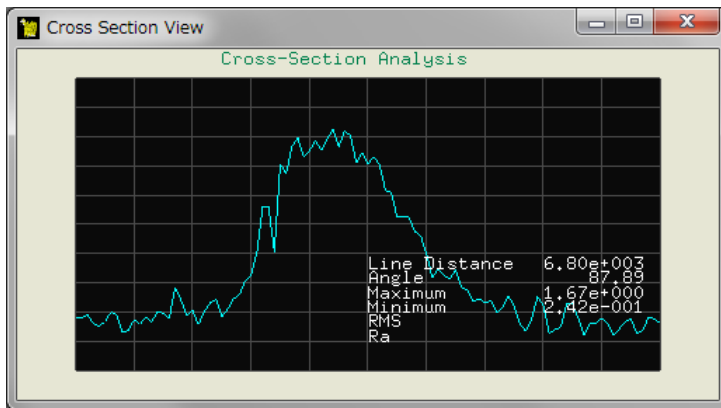 Cross Section View
Cross-Section Analysis
Line Distance 6.80e+003
Angle 87.89
Maximum 1.67e+000
Minimum 2.42e-001
RMS
Ra